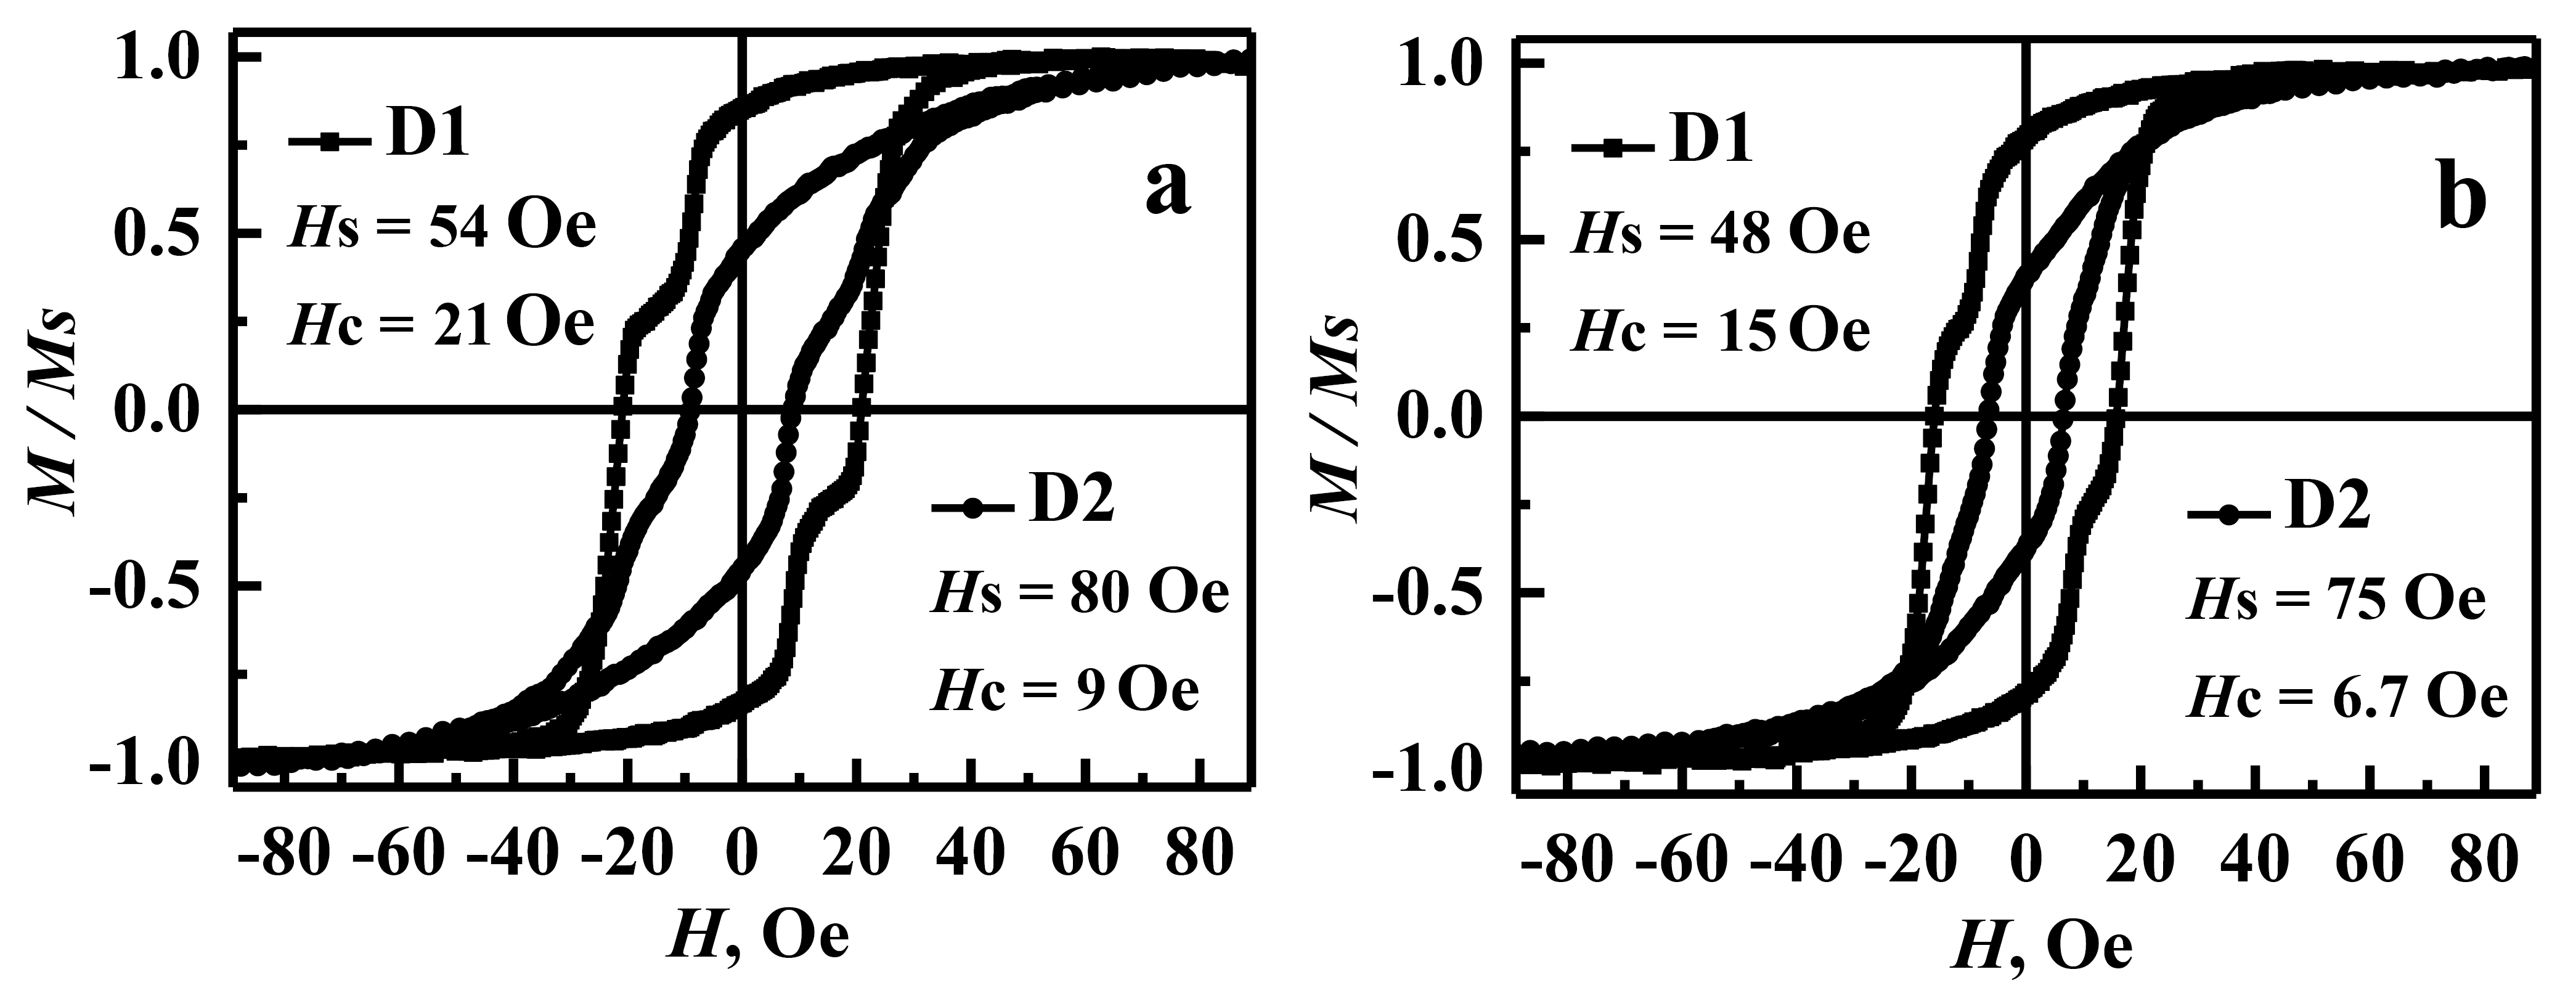 1.0
0.5
0.0
-0.5
-1.0
M / Ms
D1
Hs = 54 Oe
Hc = 21 Oe
a
D2
Hs = 80 Oe
Hc = 9 Oe
-80 -60 -40 -20 0 20 40 60 80
H, Oe
1.0
0.5
0.0
-0.5
-1.0
M / Ms
D1
Hs = 48 Oe
Hc = 15 Oe
b
D2
Hs = 75 Oe
Hc = 6.7 Oe
-80 -60 -40 -20 0 20 40 60 80
H, Oe